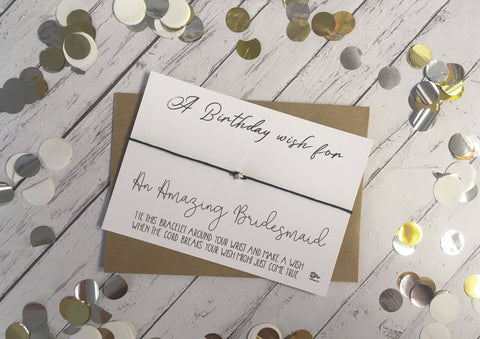 A Birthday wish for
An Amazing Bridesmaid
TIE THIS BRACELET AROUND YOUR WRIST AND MAKE A WISH
WHEN THE CORD BREAKS YOUR WISH MIGHT JUST COME TRUE